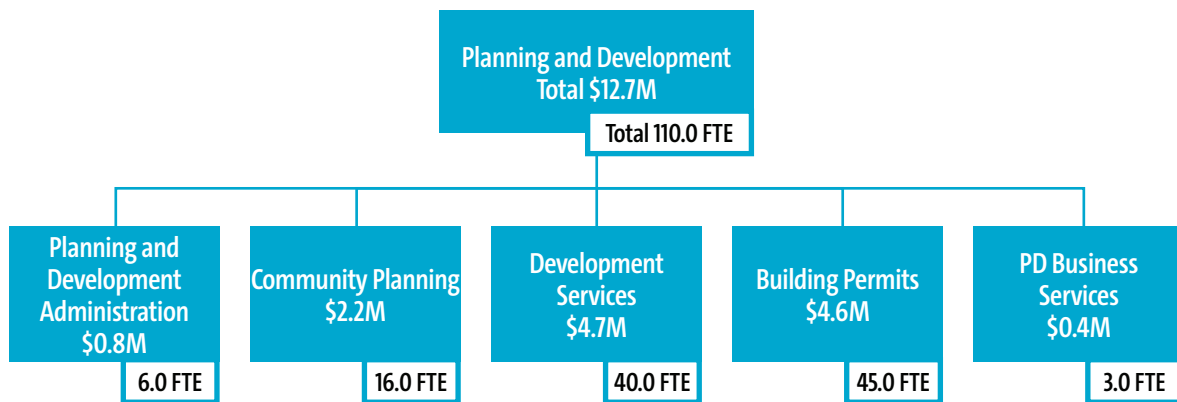 Planning and Development
Total $12.7M
Total 110.0 FTE
Planning and
Development
Administration
$0.8M
6.0 FTE
Community Planning
$2.2M
16.0 FTE
Development
Services
$4.7M
40.0 FTE
Building Permits
$4.6M
45.0 FTE
PD Business
Services
$0.4M
3.0 FTE